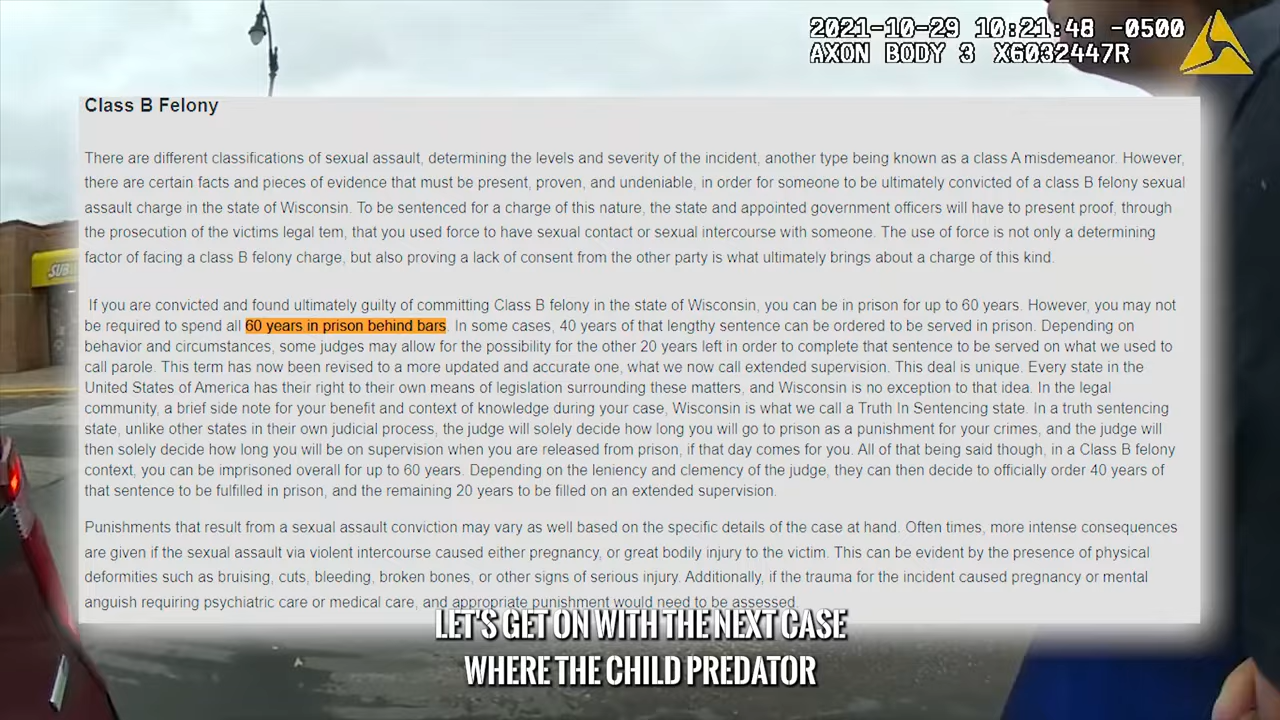 2021-10-29 10:21:48 -0500
AXON BODY 3 X6032447R
Class B Felony
There are different classifications of sexual assault, determining the levels and severity of the incident, another type being known as a class A misdemeanor. However,
there are certain facts and pieces of evidence that must be present, proven, and undeniable, in order for someone to be ultimately convicted of a class B felony sexual
assault charge in the state of Wisconsin. To be sentenced for a charge of this nature, the state and appointed government officers will have to present proof, through
the prosecution of the victims legal tem, that you used force to have sexual contact or sexual intercourse with someone. The use of force is not only a determining
factor of facing a class B felony charge, but also proving a lack of consent from the other party is what ultimately brings about a charge of this kind.
If you are convicted and found ultimately guilty of committing Class B felony in the state of Wisconsin, you can be in prison for up to 60 years. However, you may not
be required to spend all 60 years in prison behind bars. In some cases, 40 years of that lengthy sentence can be ordered to be served in prison. Depending on
behavior and circumstances, some judges may allow for the possibility for the other 20 years left in order to complete that sentence to be served on what we used to
call parole. This term has now been revised to a more updated and accurate one, what we now call extended supervision. This deal is unique. Every state in the
United States of America has their right to their own means of legislation surrounding these matters, and Wisconsin is no exception to that idea. In the legal
community, a brief side note for your benefit and context of knowledge during your case, Wisconsin is what we call a Truth In Sentencing state. In a truth sentencing
state, unlike other states in their own judicial process, the judge will solely decide how long you will go to prison as a punishment for your crimes, and the judge will
then solely decide how long you will be on supervision when you are released from prison, if that day comes for you. All of that being said though, in a Class B felony
context, you can be imprisoned overall for up to 60 years. Depending on the leniency and clemency of the judge, they can then decide to officially order 40 years of
that sentence to be fulfilled in prison, and the remaining 20 years to be filled on an extended supervision.
Punishments that result from a sexual assault conviction may vary as well based on the specific details of the case at hand. Often times, more intense consequences
are given if the sexual assault via violent intercourse caused either pregnancy, or great bodily injury to the victim. This can be evident by the presence of physical
deformities such as bruising, cuts, bleeding, broken bones, or other signs of serious injury. Additionally, if the trauma for the incident caused pregnancy or mental
anguish requiring psychiatric care or medical care, and appropriate punishment would need to be assessed
LET'S GET ON WITH THE NEXT CASE
WHERE THE CHILD PREDATOR